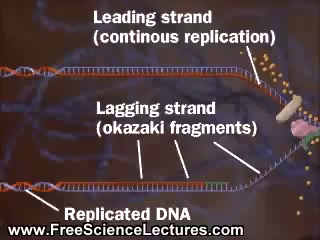 Leading strand
(continous replication)
Lagging strand
(okazaki fragments)
Replicated DNA
www.FreeScienceLectures.com